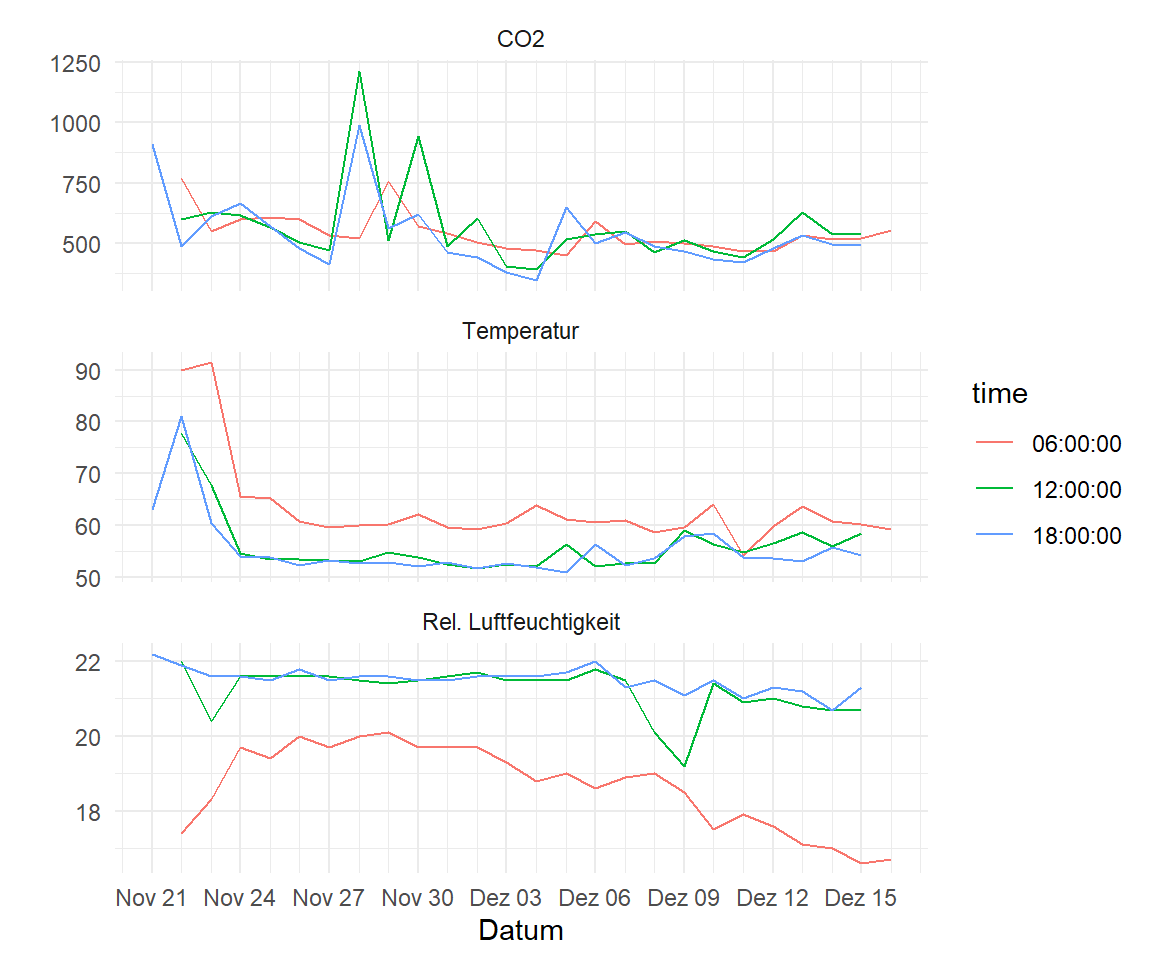 CO2
1250
1000
750
500
Temperatur
90
80
70
60
50
time
06:00:00
12:00:00
18:00:00
Rel. Luftfeuchtigkeit
22
20
18
Nov 21 Nov 24 Nov 27 Nov 30 Dez 03 Dez 06 Dez 09 Dez 12 Dez 15
Datum